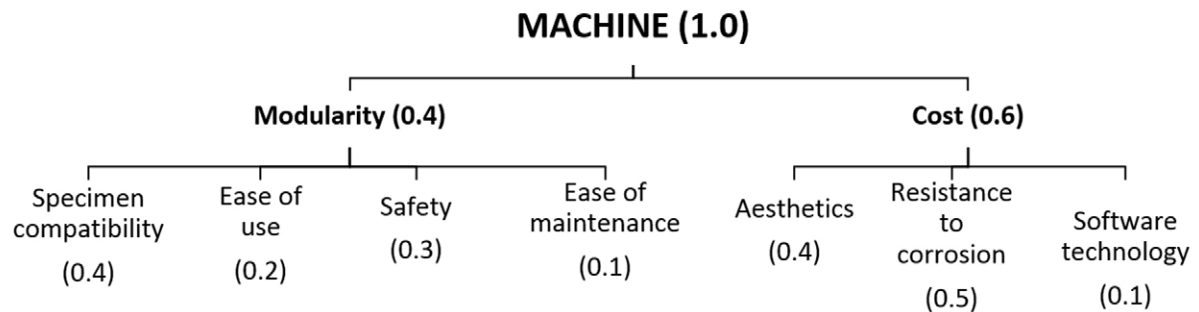 MACHINE (1.0)
Modularity (0.4)
Cost (0.6)
Specimen
compatibility
(0.4)
Ease of
use
(0.2)
Safety
(0.3)
Ease of
maintenance
(0.1)
Aesthetics
(0.4)
Resistance
to
corrosion
(0.5)
Software
technology
(0.1)